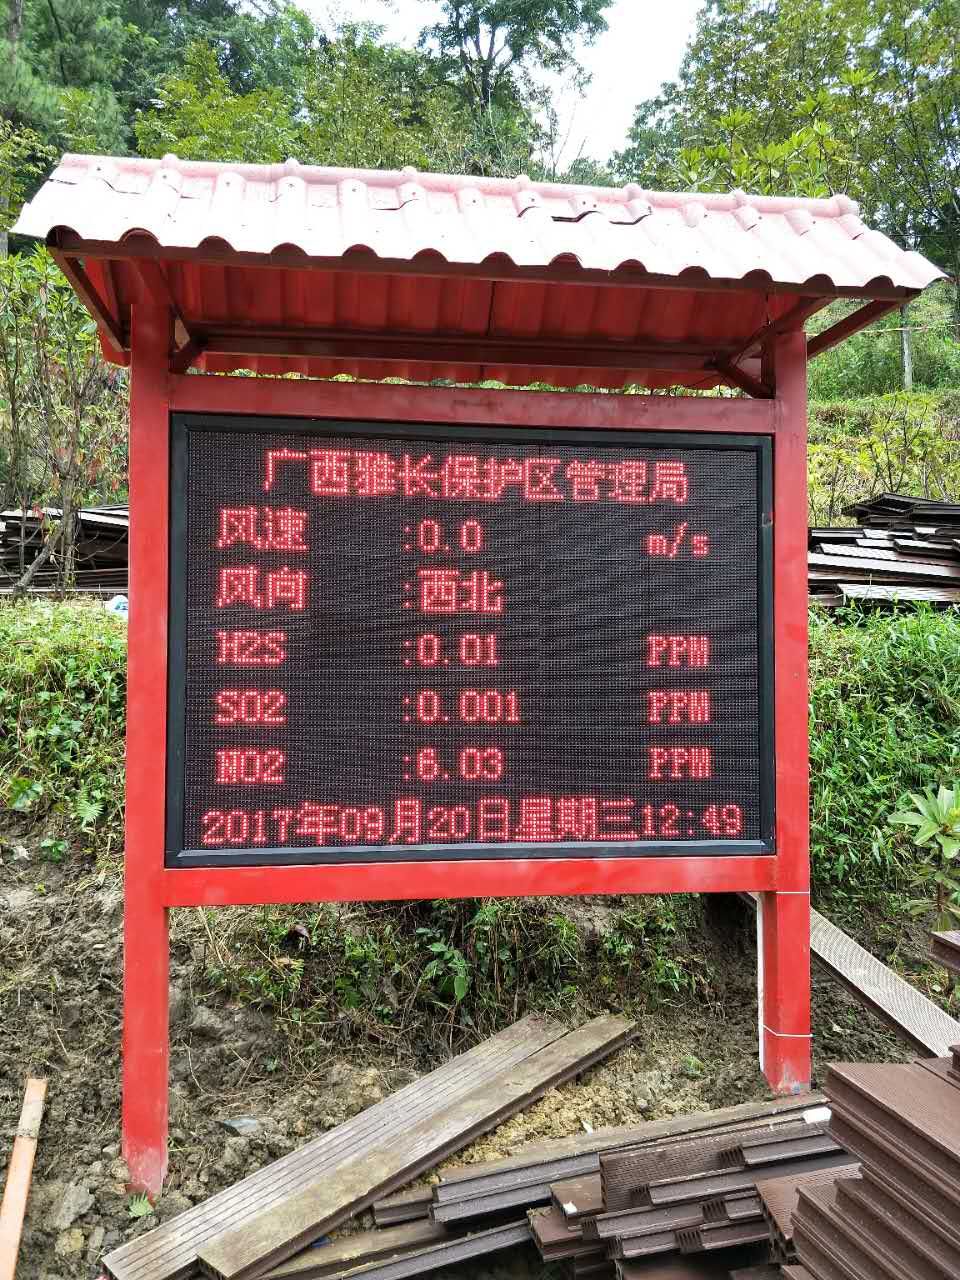 广西雅长保护区管理局
风速 :0.0 m/s
风向 :西北
H2S :0.01 PPM
SO2 :0.001 PPM
NO2 :6.03 PPM
2017年09月20日星期三12:49